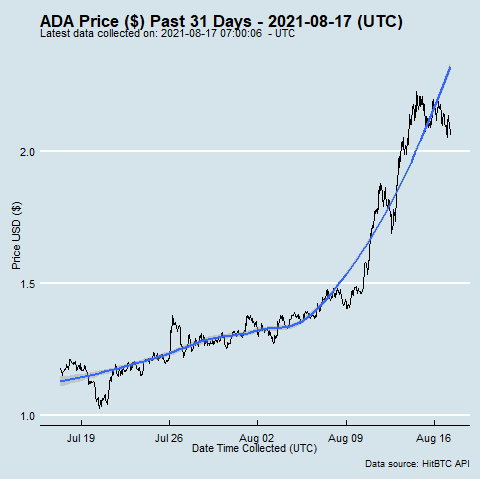 ADA Price ($) Past 31 Days - 2021-08-17 (UTC)
Latest data collected on: 2021-08-17 07:00:06  - UTC
Price USD ($)
2.0
1.5
1.0
Jul 19 Jul 26 Aug 02 Aug 09 Aug 16
Date Time Collected (UTC)
Data source: HitBTC API